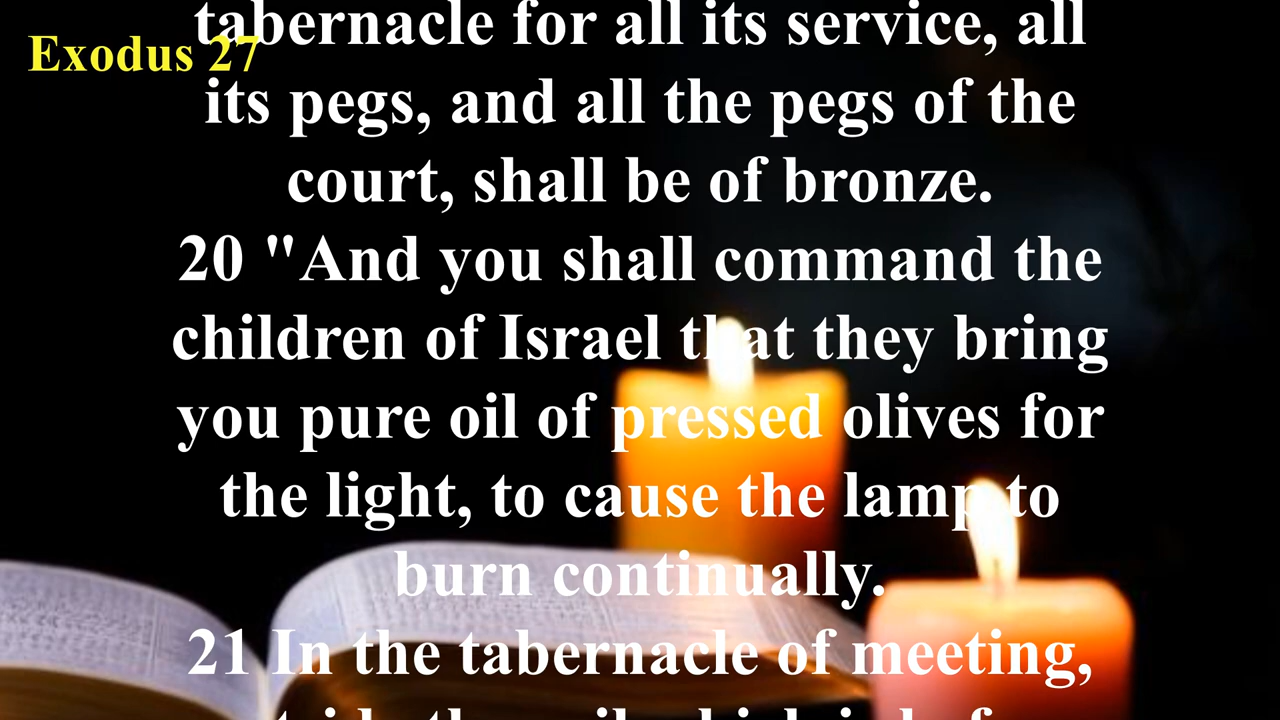 tabernacle for all its service, all
Exodus 27
its pegs, and all the pegs of the
court, shall be of bronze.
20 "And you shall command the
children of Israel that they bring
you pure oil of pressed olives for
the light, to cause the lamp to
burn continually.
21 In the tabernacle of meeting,